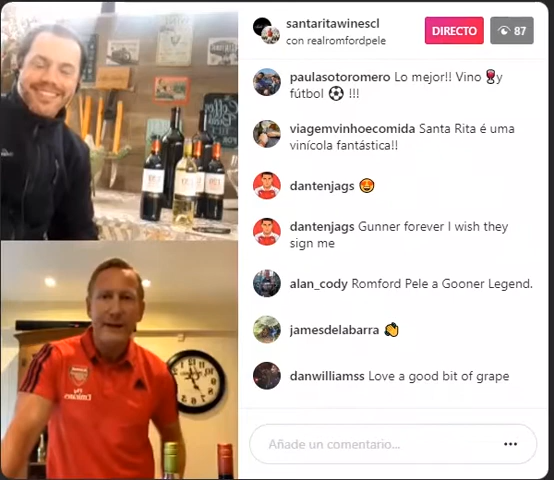 santaritawinescl
con realromfordpele
DIRECTO
87
paulasotoromero Lo mejor!! Vino 🍷y
fútbol ⚽ !!!
viagemvinhoecomida Santa Rita é uma
vinícola fantástica!!
dantenjags 🤩
dantenjags Gunner forever I wish they
sign me
alan_cody Romford Pele a Gooner Legend.
jamesdelabarra 👏
danwilliamss Love a good bit of grape
Añade un comentario...
Arsenal